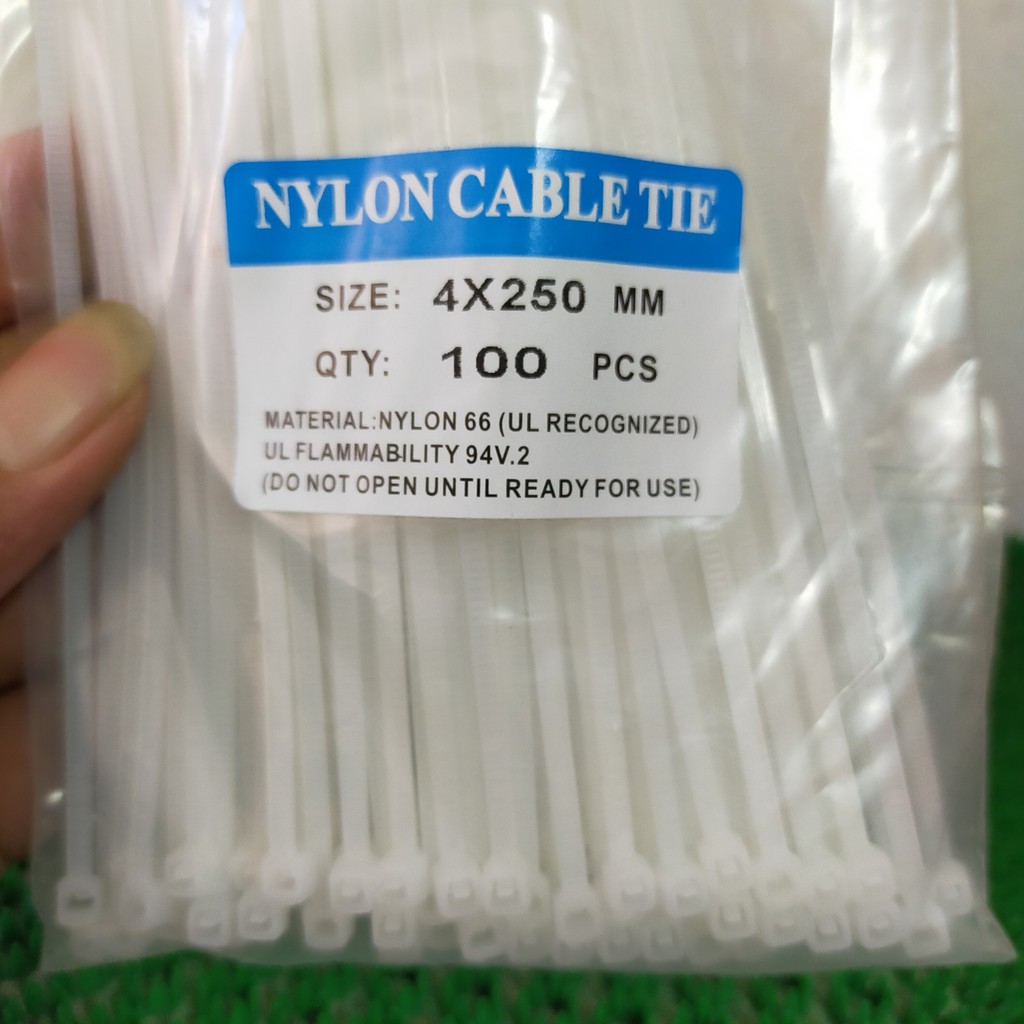 NYLON CABLE TIE
SIZE: 4X250 MM
QTY: 100 PCS
MATERIAL:NYLON 66 (UL RECOGNIZED)
UL FLAMMABILITY 94V.2
(DO NOT OPEN UNTIL READY FOR USE)